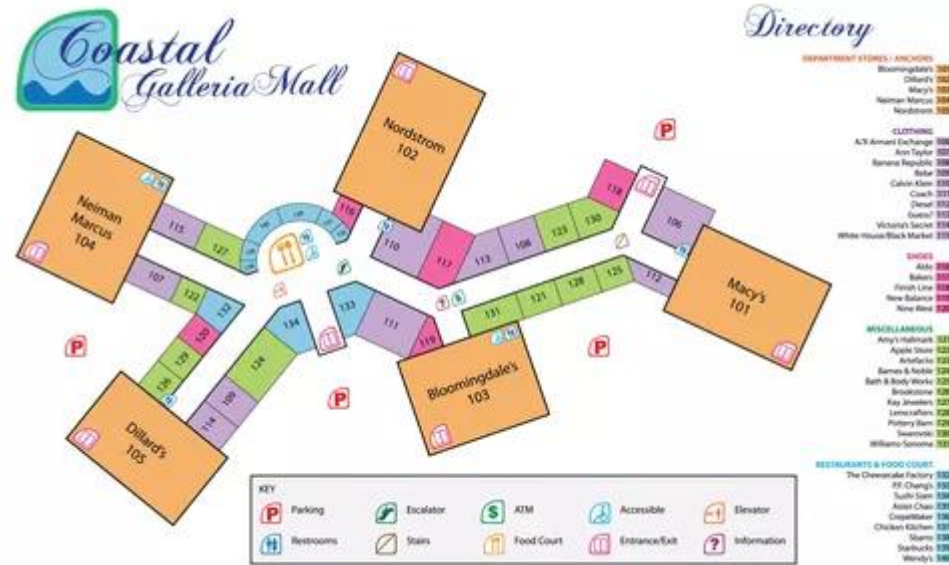 Coastal
Galleria Mall
Directory
DEPARTMENT STORES / ANCHORS
Bloomingdale's
Dillard's
Macy's
Neiman Marcus
Nordstrom
CLOTHING
A/X Armani Exchange
Ann Taylor
Banana Republic
Bebe
Calvin Klein
Coach
Diesel
Guess?
Victoria's Secret
White House/Black Market
SHOES
Aldo
Bakers
Finish Line
New Balance
Nine West
MISCELLANEOUS
Amy's Hallmark
Apple Store
Artefacts
Barnes & Noble
Bath & Body Works
Brookstone
Kay Jewelers
Lenscrafters
Pottery Barn
Swarovski
Williams-Sonoma
RESTAURANTS & FOOD COURT
The Cheesecake Factory
P.F. Chang's
Sushi Siam
Asian Chao
CrepeMaker
Chicken Kitchen
Sbarro
Starbucks
Wendy's
Nordstrom
102
Neiman
Marcus
104
Macy's
101
Bloomingdale's
103
Dillard's
105
115
127
107
122
132
120
129
126
134
124
109
114
133
111
119
116
110
117
113
108
123
130
118
106
112
125
128
121
131
KEY
Parking
Escalator
ATM
Accessible
Elevator
Restrooms
Stairs
Food Court
Entrance/Exit
Information